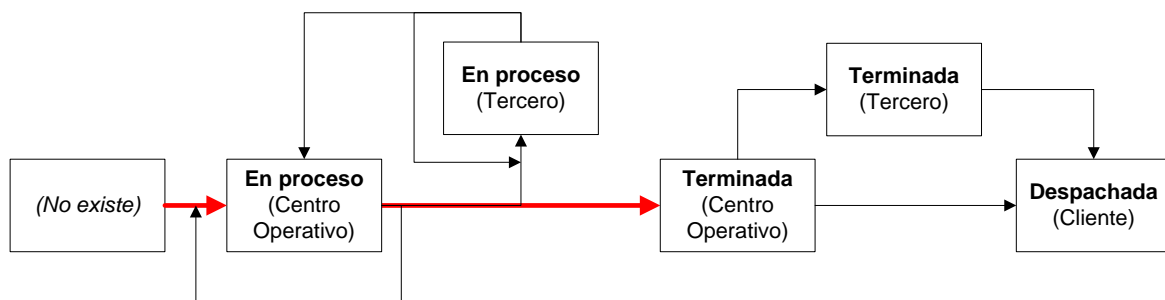 En proceso
(Tercero)
Terminada
(Tercero)
(No existe)
En proceso
(Centro
Operativo)
Terminada
(Centro
Operativo)
Despachada
(Cliente)